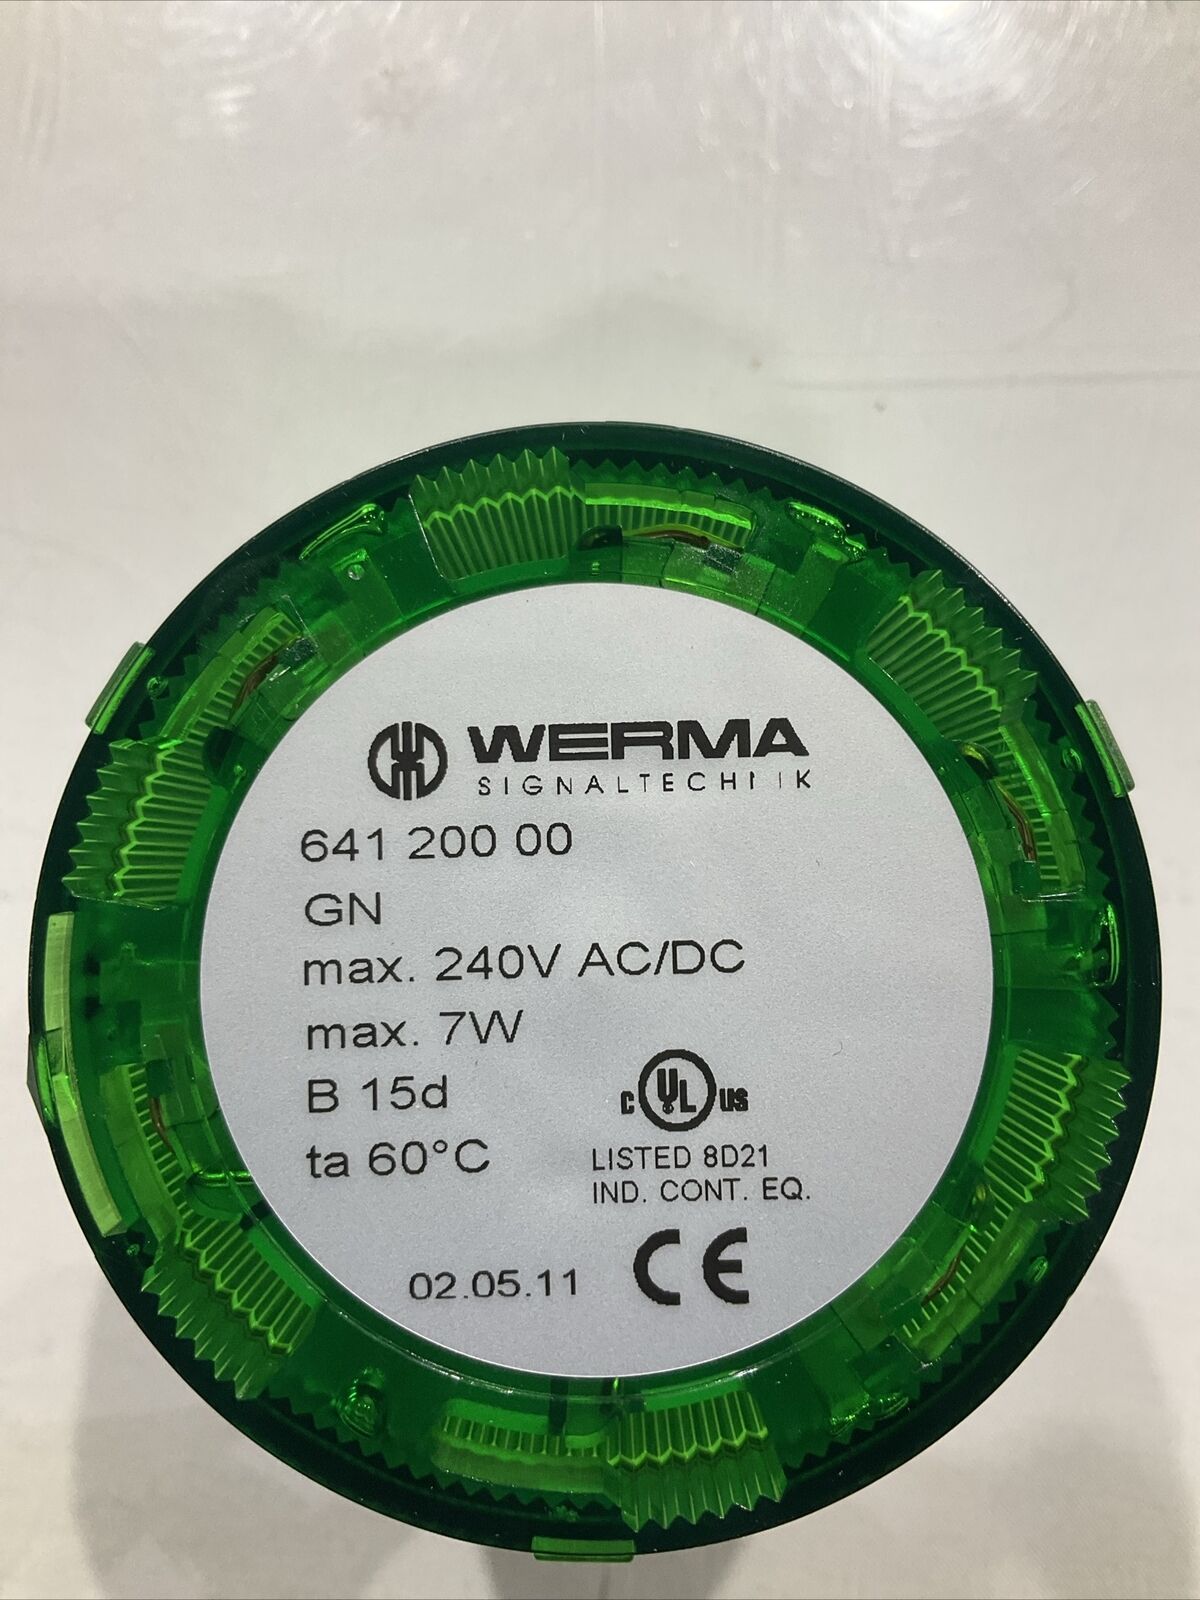 WERMA
SIGNALTECHNIK
641 200 00
GN
max. 240V AC/DC
max. 7W
B 15d
ta 60°C
C UL US
LISTED 8D21
IND. CONT. EQ.
02.05.11 CE